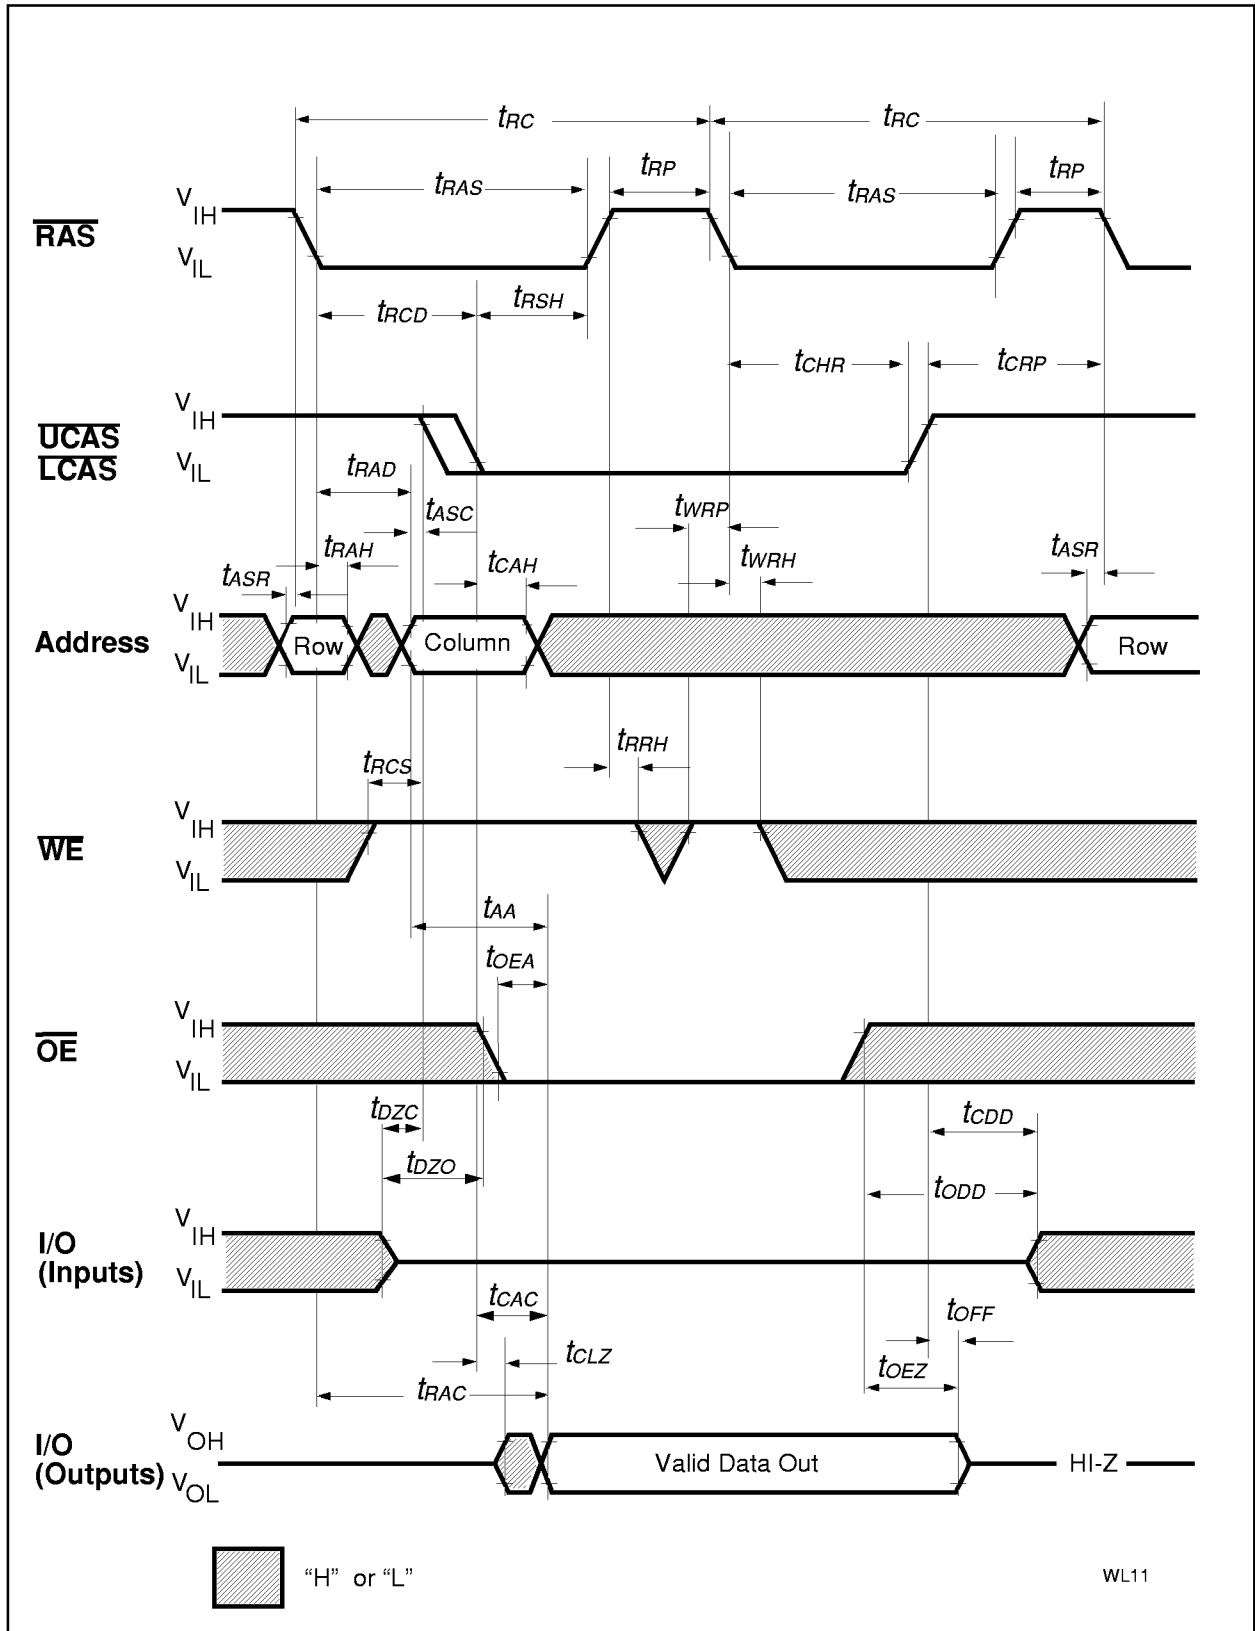 tRC tRC
tRAS tRP tRAS tRP
VIH
RAS
VIL
tRCD tRSH
tCHR tCRP
VIH
UCAS
LCAS VIL
tRAD
tASC tWRP
tRAH tCAH tWRH tASR
tASR
VIH
Address Row Column Row
VIL
tRRH
tRCS
VIH
WE
VIL
tAA
tOEA
VIH
OE
VIL
tDZC tCDD
tDZO tODD
VIH
I/O
(Inputs)
VIL
tCAC tOFF
tCLZ tOEZ
tRAC
VOH
I/O
(Outputs) Valid Data Out HI-Z
VOL
“H” or “L” WL11